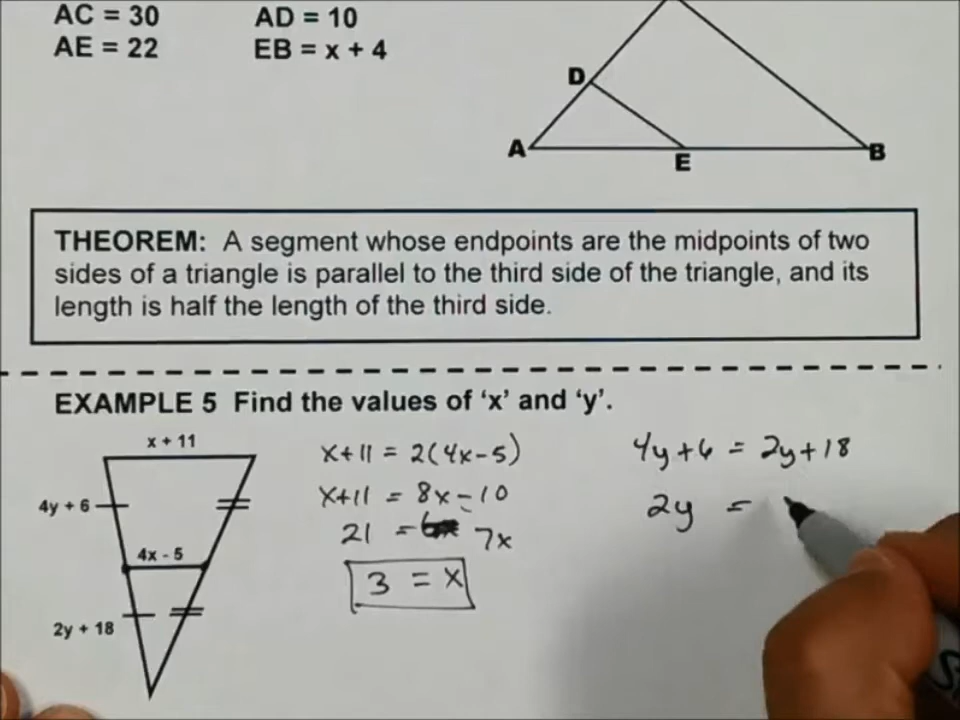 AC = 30 AD = 10
AE = 22 EB = x + 4
D
A
E
B
THEOREM: A segment whose endpoints are the midpoints of two
sides of a triangle is parallel to the third side of the triangle, and its
length is half the length of the third side.
EXAMPLE 5 Find the values of ‘x’ and ‘y’.
x + 11
4y + 6
4x - 5
2y + 18
x+11 = 2(4x-5)
x+11 = 8x-10
21 = 7x
3 = x
4y+6 = 2y+18
2y =